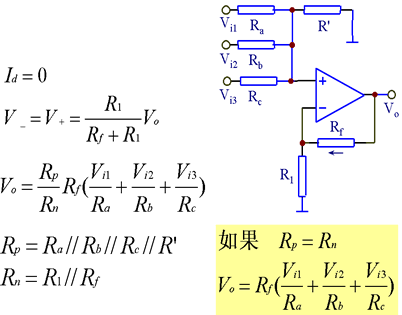 V_{i1} R_a R'
V_{i2} R_b
V_{i3} R_c + V_o
− R_f
R_1
I_d = 0
V_− = V_+ = \frac{R_1}{R_f + R_1} V_o
V_o = \frac{R_p}{R_n} R_f (\frac{V_{i1}}{R_a} + \frac{V_{i2}}{R_b} + \frac{V_{i3}}{R_c})
R_p = R_a // R_b // R_c // R'
R_n = R_1 // R_f
如果 R_p = R_n
V_o = R_f (\frac{V_{i1}}{R_a} + \frac{V_{i2}}{R_b} + \frac{V_{i3}}{R_c})